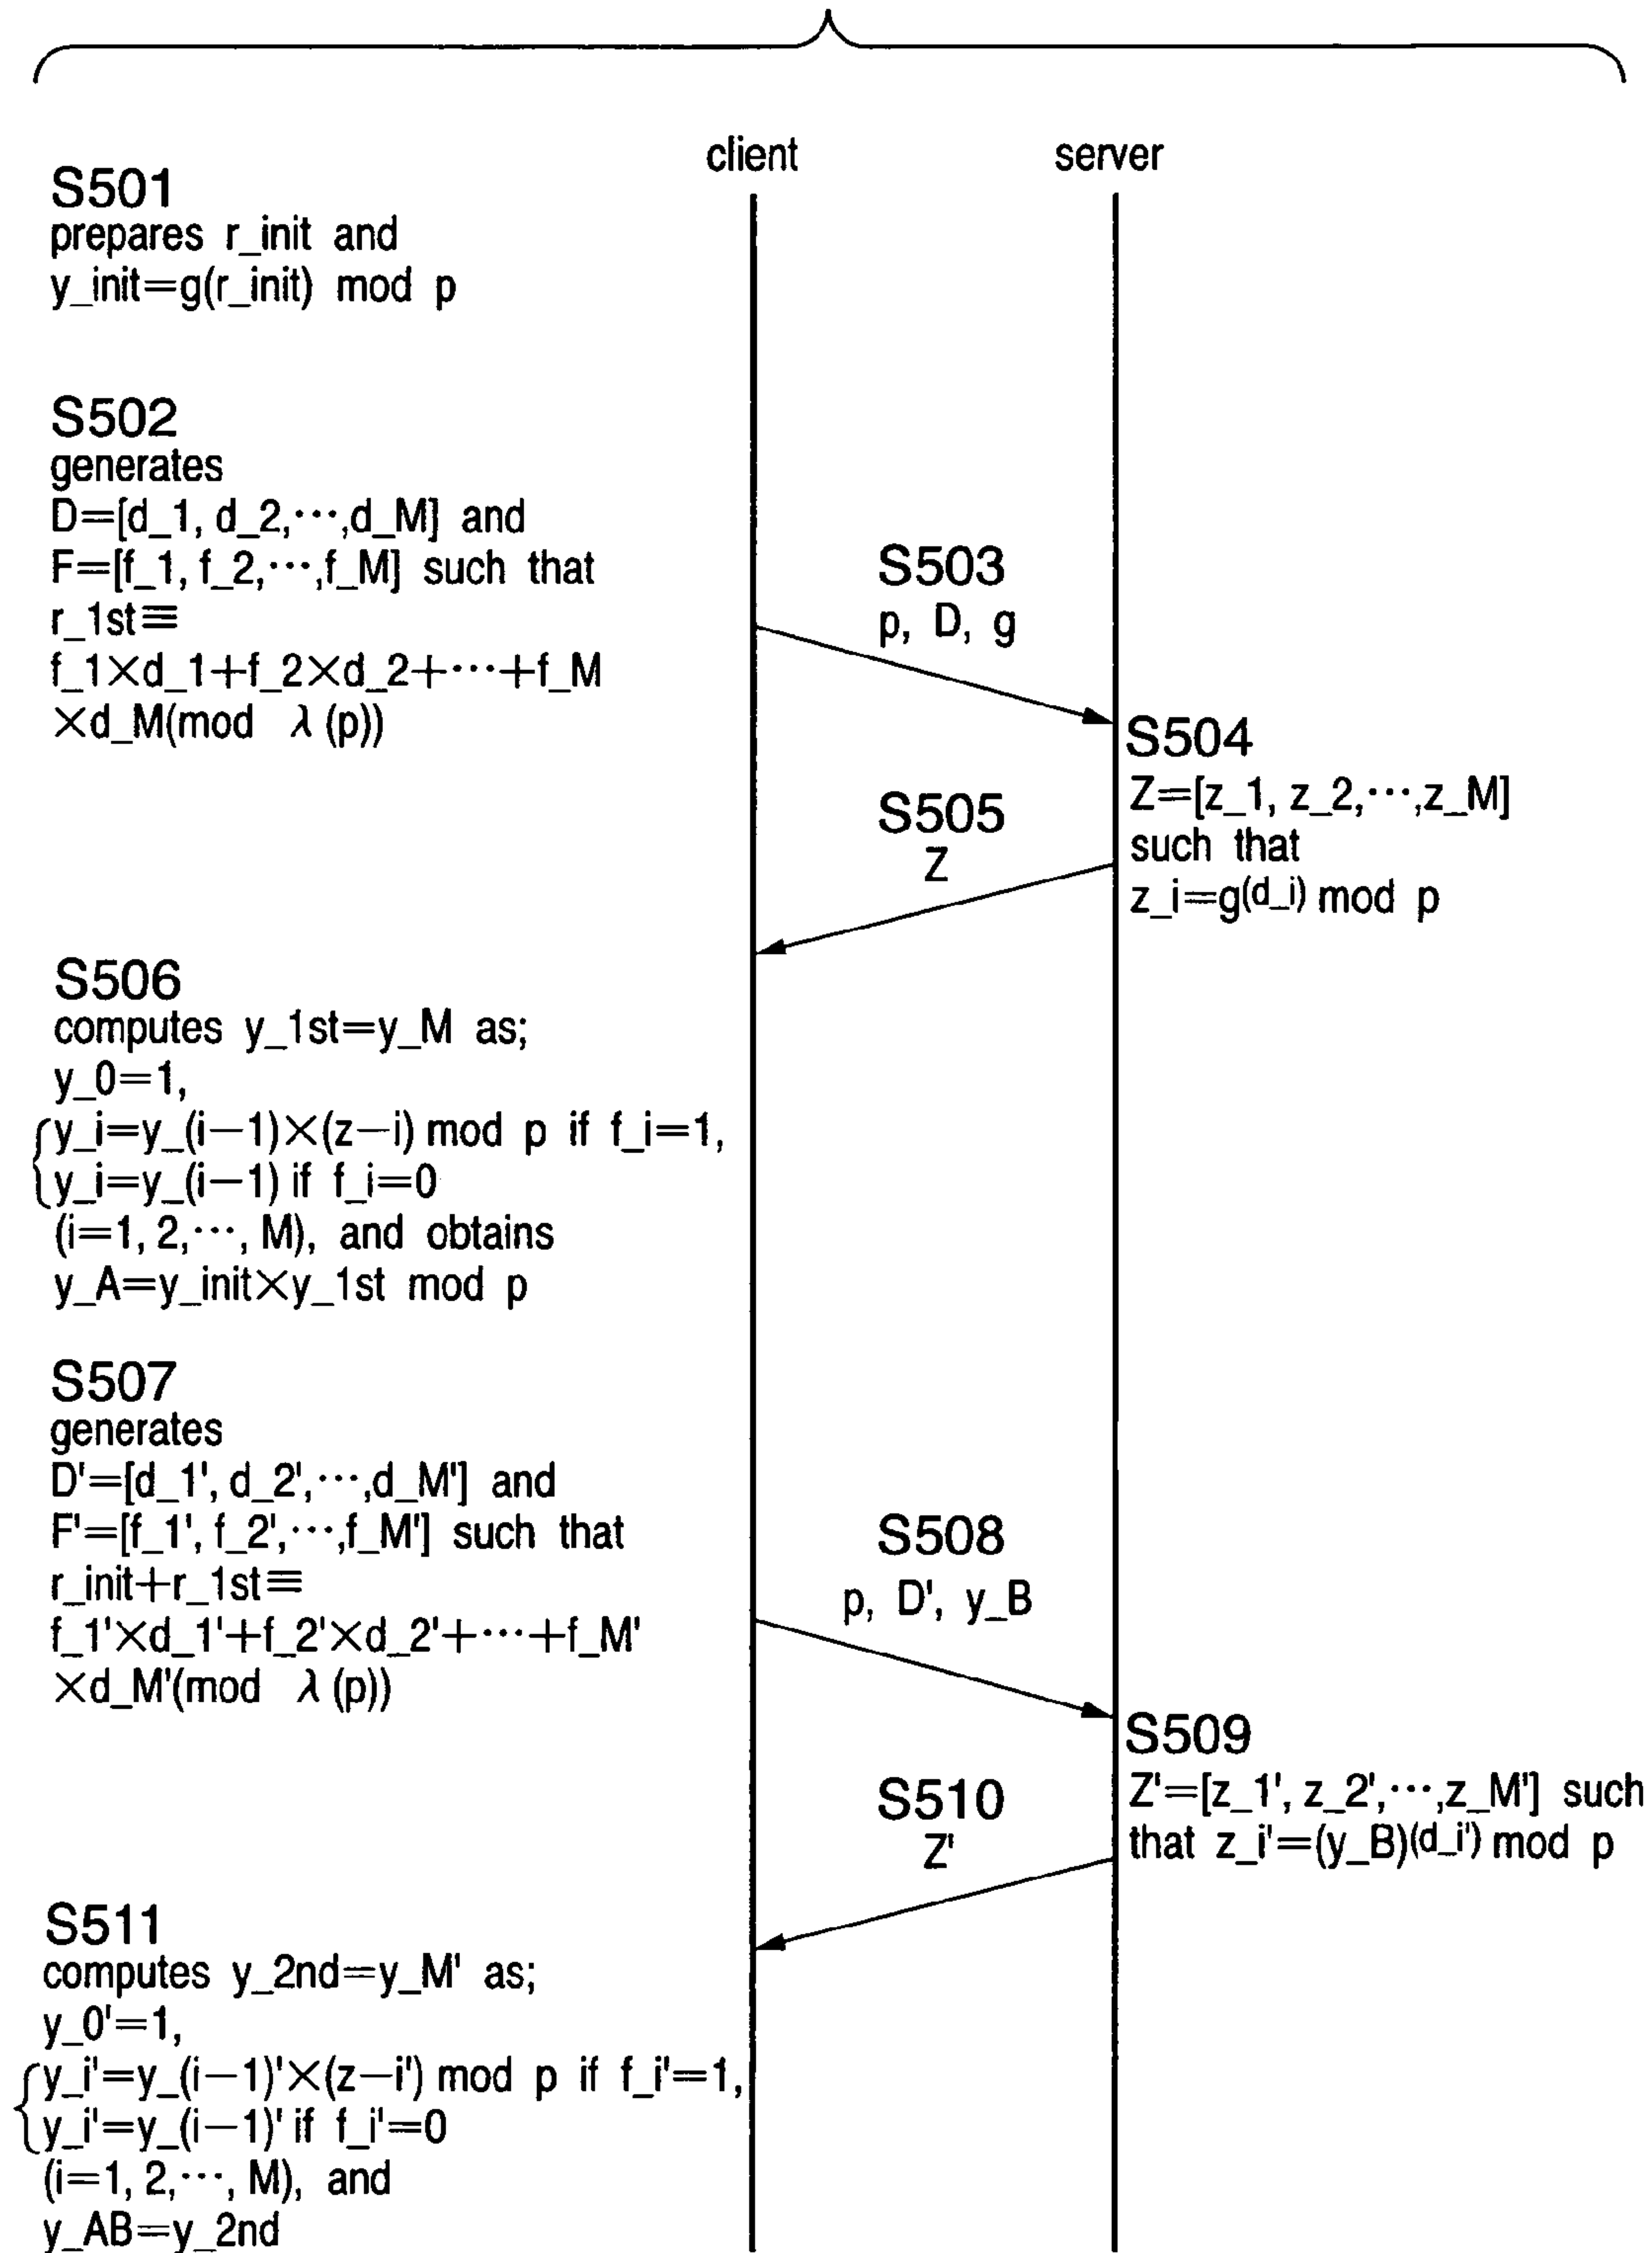 client
server
S501
prepares r_init and
y_init=g(r_init) mod p
S502
generates
D=[d_1, d_2,⋯,d_M] and
F=[f_1, f_2,⋯,f_M] such that
r_1st≡
f_1×d_1+f_2×d_2+⋯+f_M
×d_M(mod λ(p))
S503
p, D, g
S504
Z=[z_1, z_2,⋯,z_M]
such that
z_i=g(d_i) mod p
S505
Z
S506
computes y_1st=y_M as;
y_0=1,
y_i=y_(i−1)×(z−i) mod p if f_i=1,
y_i=y_(i−1) if f_i=0
(i=1, 2,⋯, M), and obtains
y_A=y_init×y_1st mod p
S507
generates
D'=[d_1', d_2',⋯,d_M'] and
F'=[f_1', f_2',⋯,f_M'] such that
r_init+r_1st≡
f_1'×d_1'+f_2'×d_2'+⋯+f_M'
×d_M'(mod λ(p))
S508
p, D', y_B
S509
Z'=[z_1', z_2',⋯,z_M'] such
that z_i'=(y_B)(d_i') mod p
S510
Z'
S511
computes y_2nd=y_M' as;
y_0'=1,
y_i'=y_(i−1)'×(z−i') mod p if f_i'=1,
y_i'=y_(i−1)' if f_i'=0
(i=1, 2,⋯, M), and
y_AB=y_2nd